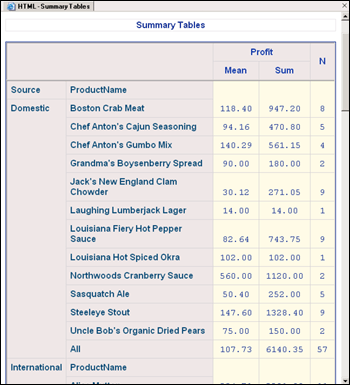 HTML - Summary Tables
Summary Tables
Profit N
Mean Sum
Source ProductName
Domestic Boston Crab Meat 118.40 947.20 8
Chef Anton's Cajun Seasoning 94.16 470.80 5
Chef Anton's Gumbo Mix 140.29 561.15 4
Grandma's Boysenberry Spread 90.00 180.00 2
Jack's New England Clam
Chowder 30.12 271.05 9
Laughing Lumberjack Lager 14.00 14.00 1
Louisiana Fiery Hot Pepper
Sauce 82.64 743.75 9
Louisiana Hot Spiced Okra 102.00 102.00 1
Northwoods Cranberry Sauce 560.00 1120.00 2
Sasquatch Ale 50.40 252.00 5
Steeleye Stout 147.60 1328.40 9
Uncle Bob's Organic Dried Pears 75.00 150.00 2
All 107.73 6140.35 57
International ProductName